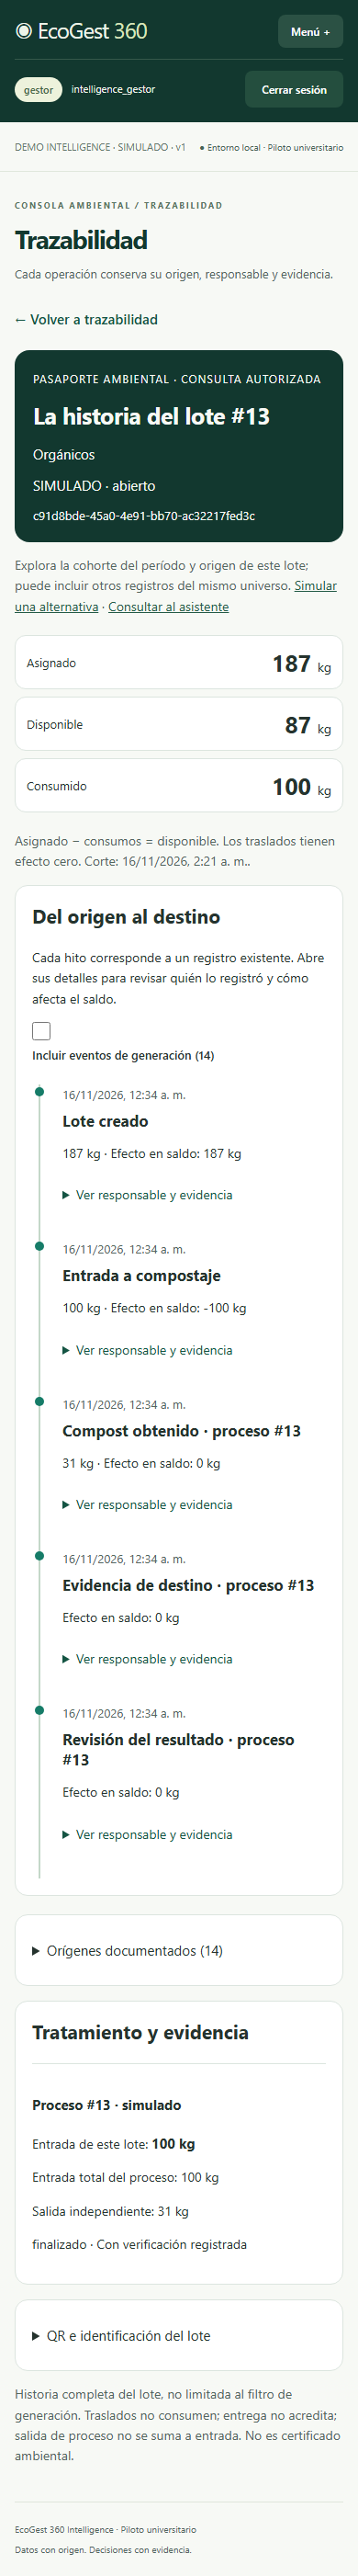 EcoGest 360
Menú +
gestor
intelligence_gestor
Cerrar sesión
DEMO INTELLIGENCE · SIMULADO · v1
● Entorno local · Piloto universitario
CONSOLA AMBIENTAL / TRAZABILIDAD
Trazabilidad
Cada operación conserva su origen, responsable y evidencia.
← Volver a trazabilidad
PASAPORTE AMBIENTAL · CONSULTA AUTORIZADA
La historia del lote #13
Orgánicos
SIMULADO · abierto
c91d8bde-45a0-4e91-bb70-ac32217fed3c
Explora la cohorte del período y origen de este lote;
puede incluir otros registros del mismo universo. Simular
una alternativa · Consultar al asistente
Asignado
187 kg
Disponible
87 kg
Consumido
100 kg
Asignado − consumos = disponible. Los traslados tienen
efecto cero. Corte: 16/11/2026, 2:21 a. m..
Del origen al destino
Cada hito corresponde a un registro existente. Abre
sus detalles para revisar quién lo registró y cómo
afecta el saldo.
Incluir eventos de generación (14)
16/11/2026, 12:34 a. m.
Lote creado
187 kg · Efecto en saldo: 187 kg
▶ Ver responsable y evidencia
16/11/2026, 12:34 a. m.
Entrada a compostaje
100 kg · Efecto en saldo: -100 kg
▶ Ver responsable y evidencia
16/11/2026, 12:34 a. m.
Compost obtenido · proceso #13
31 kg · Efecto en saldo: 0 kg
▶ Ver responsable y evidencia
16/11/2026, 12:34 a. m.
Evidencia de destino · proceso #13
Efecto en saldo: 0 kg
▶ Ver responsable y evidencia
16/11/2026, 12:34 a. m.
Revisión del resultado · proceso
#13
Efecto en saldo: 0 kg
▶ Ver responsable y evidencia
▶ Orígenes documentados (14)
Tratamiento y evidencia
Proceso #13 · simulado
Entrada de este lote: 100 kg
Entrada total del proceso: 100 kg
Salida independiente: 31 kg
finalizado · Con verificación registrada
▶ QR e identificación del lote
Historia completa del lote, no limitada al filtro de
generación. Traslados no consumen; entrega no acredita;
salida de proceso no se suma a entrada. No es certificado
ambiental.
EcoGest 360 Intelligence · Piloto universitario
Datos con origen. Decisiones con evidencia.